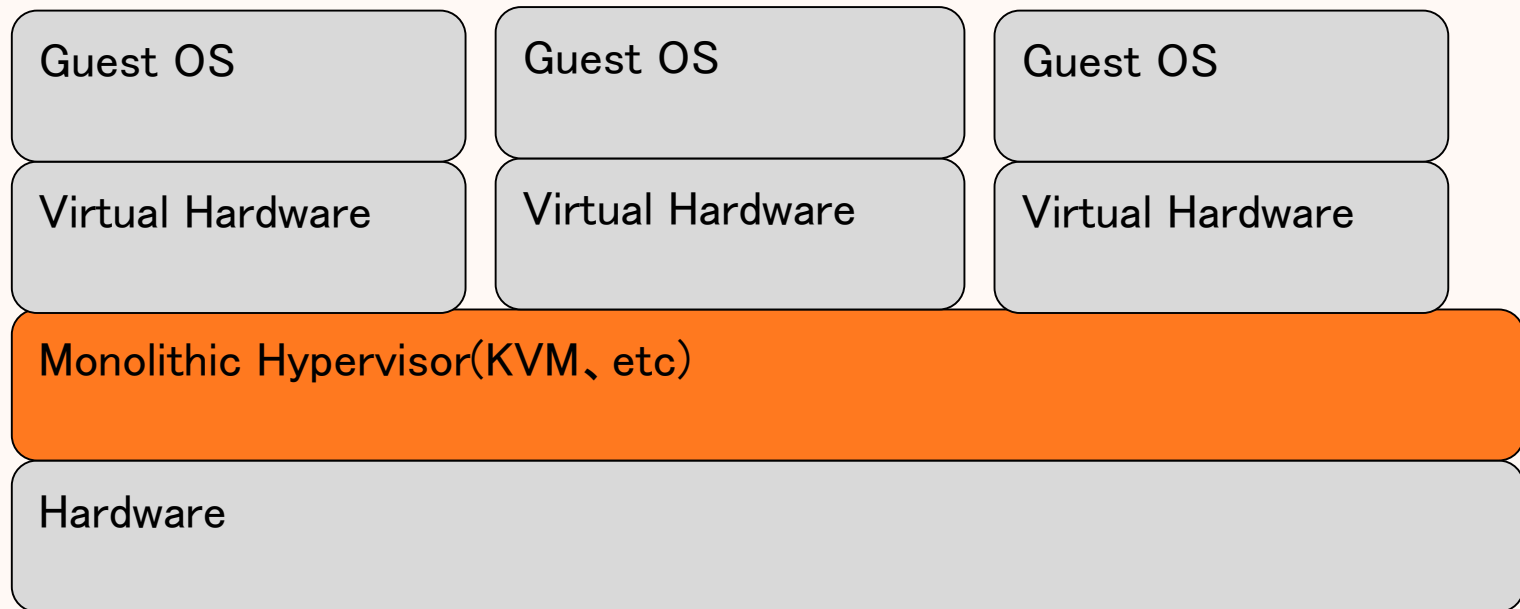 Guest OS
Guest OS
Guest OS
Virtual Hardware
Virtual Hardware
Virtual Hardware
Monolithic Hypervisor(KVM、etc)
Hardware